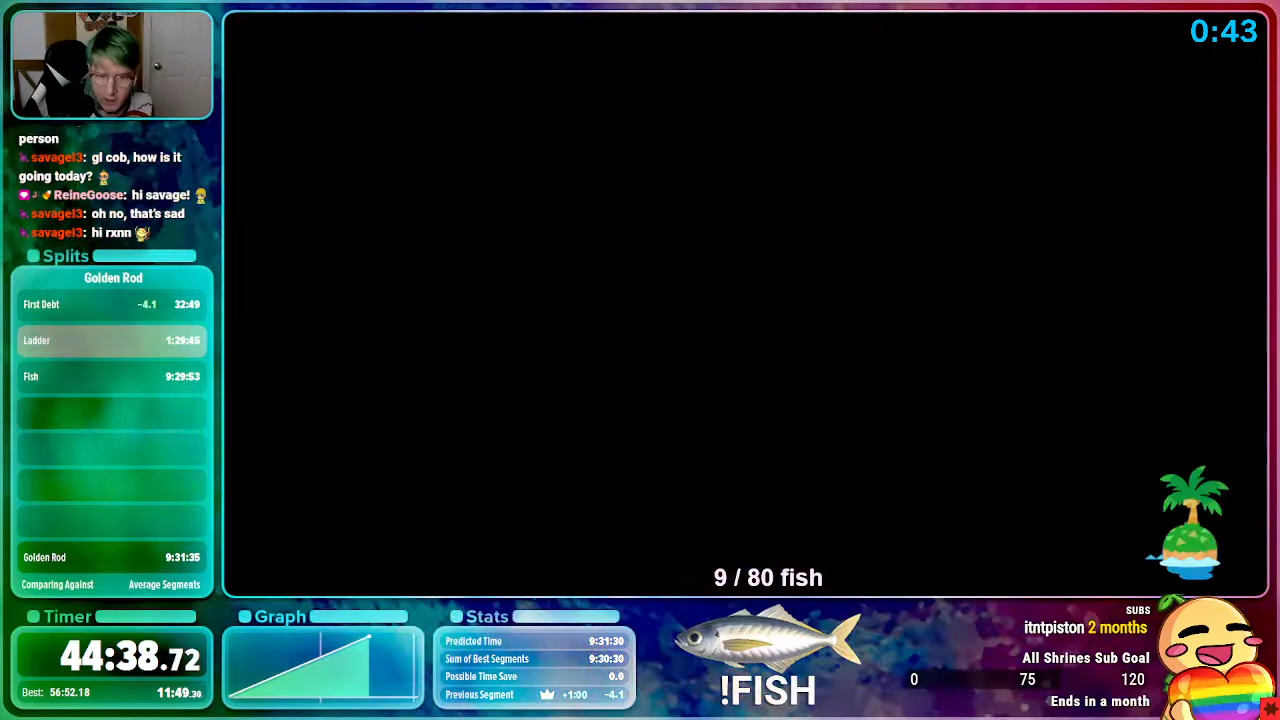 0:43
person
savagel3: gl cob, how is it
going today?
ReineGoose: hi savage!
savagel3: oh no, that's sad
savagel3: hi rxnn
Splits
Golden Rod
First Debt -4.1 32:49
Ladder 1:29:45
Fish 9:29:53
Golden Rod 9:31:35
Comparing Against Average Segments
9 / 80 fish
Timer
44:38.72
Best: 56:52.18 11:49.30
Graph
Stats
Predicted Time 9:31:30
Sum of Best Segments 9:30:30
Possible Time Save 0.0
Previous Segment +1:00 -4.1
!FISH
SUBS
itntpiston 2 months
All Shrines Sub Goal
0 75 120
Ends in a month